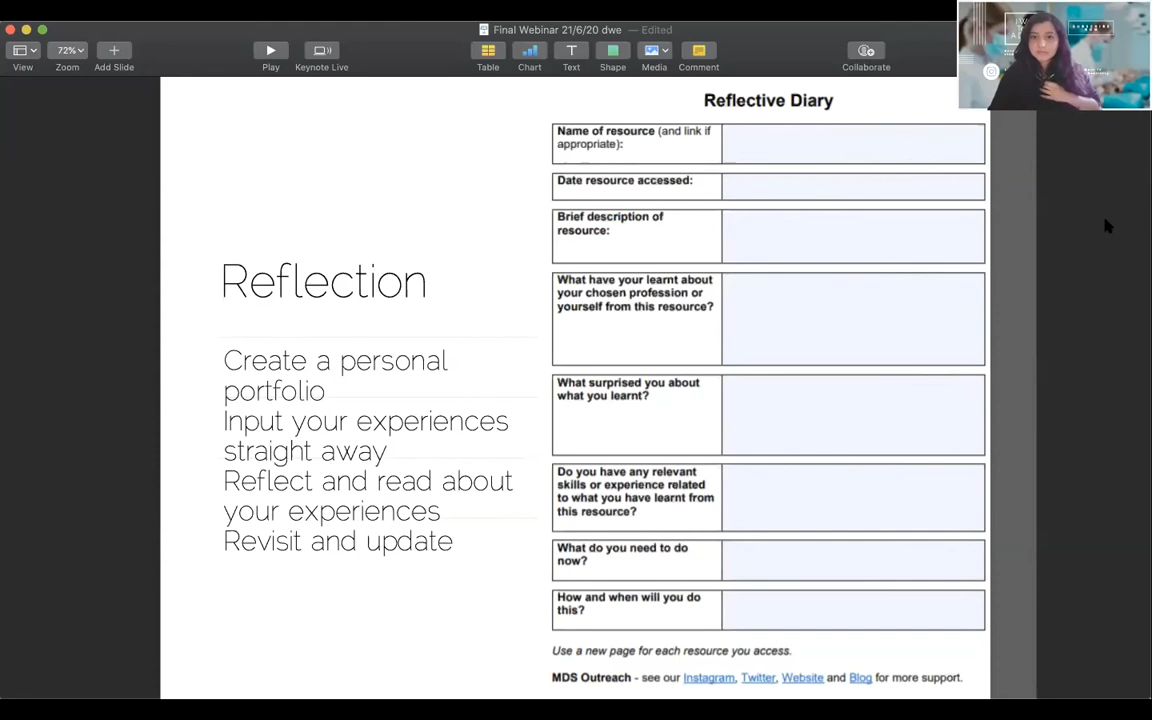 Final Webinar 21/6/20 dwe — Edited
72%
View
Zoom
Add Slide
Play
Keynote Live
Table
Chart
Text
Shape
Media
Comment
Collaborate
Reflection
Create a personal
portfolio
Input your experiences
straight away
Reflect and read about
your experiences
Revisit and update
Reflective Diary
Name of resource (and link if
appropriate):
Date resource accessed:
Brief description of
resource:
What have your learnt about
your chosen profession or
yourself from this resource?
What surprised you about
what you learnt?
Do you have any relevant
skills or experience related
to what you have learnt from
this resource?
What do you need to do
now?
How and when will you do
this?
Use a new page for each resource you access.
MDS Outreach - see our Instagram, Twitter, Website and Blog for more support.